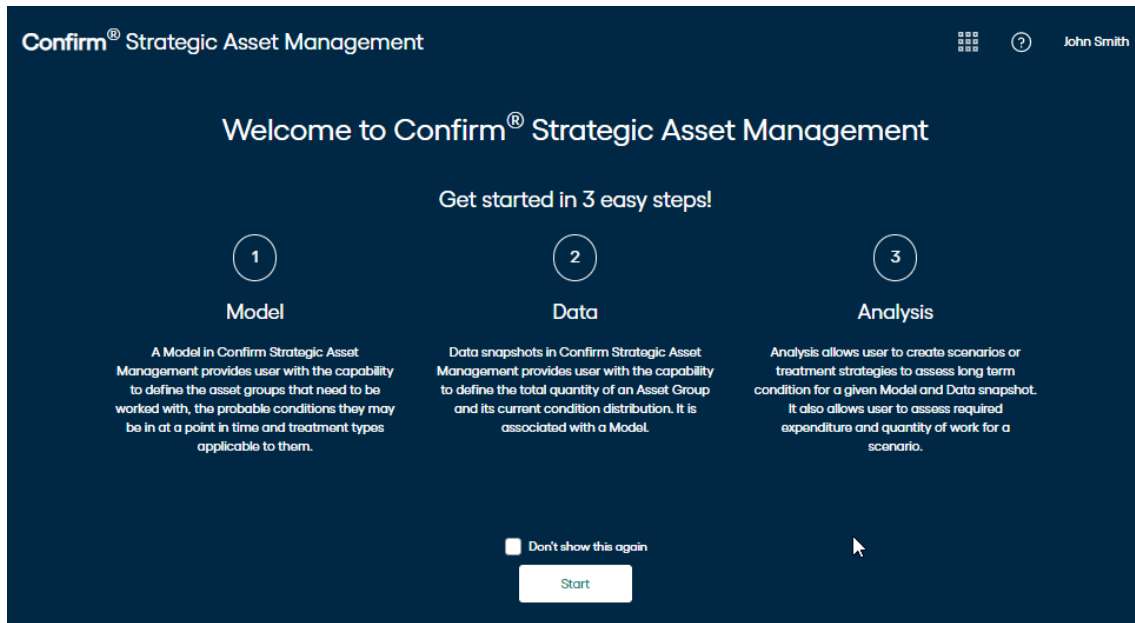 Confirm® Strategic Asset Management
John Smith
Welcome to Confirm® Strategic Asset Management
Get started in 3 easy steps!
1
Model
A Model in Confirm Strategic Asset
Management provides user with the capability
to define the asset groups that need to be
worked with, the probable conditions they may
be in at a point in time and treatment types
applicable to them.
2
Data
Data snapshots in Confirm Strategic Asset
Management provides user with the capability
to define the total quantity of an Asset Group
and its current condition distribution. It is
associated with a Model.
3
Analysis
Analysis allows user to create scenarios or
treatment strategies to assess long term
condition for a given Model and Data snapshot.
It also allows user to assess required
expenditure and quantity of work for a
scenario.
Don't show this again
Start